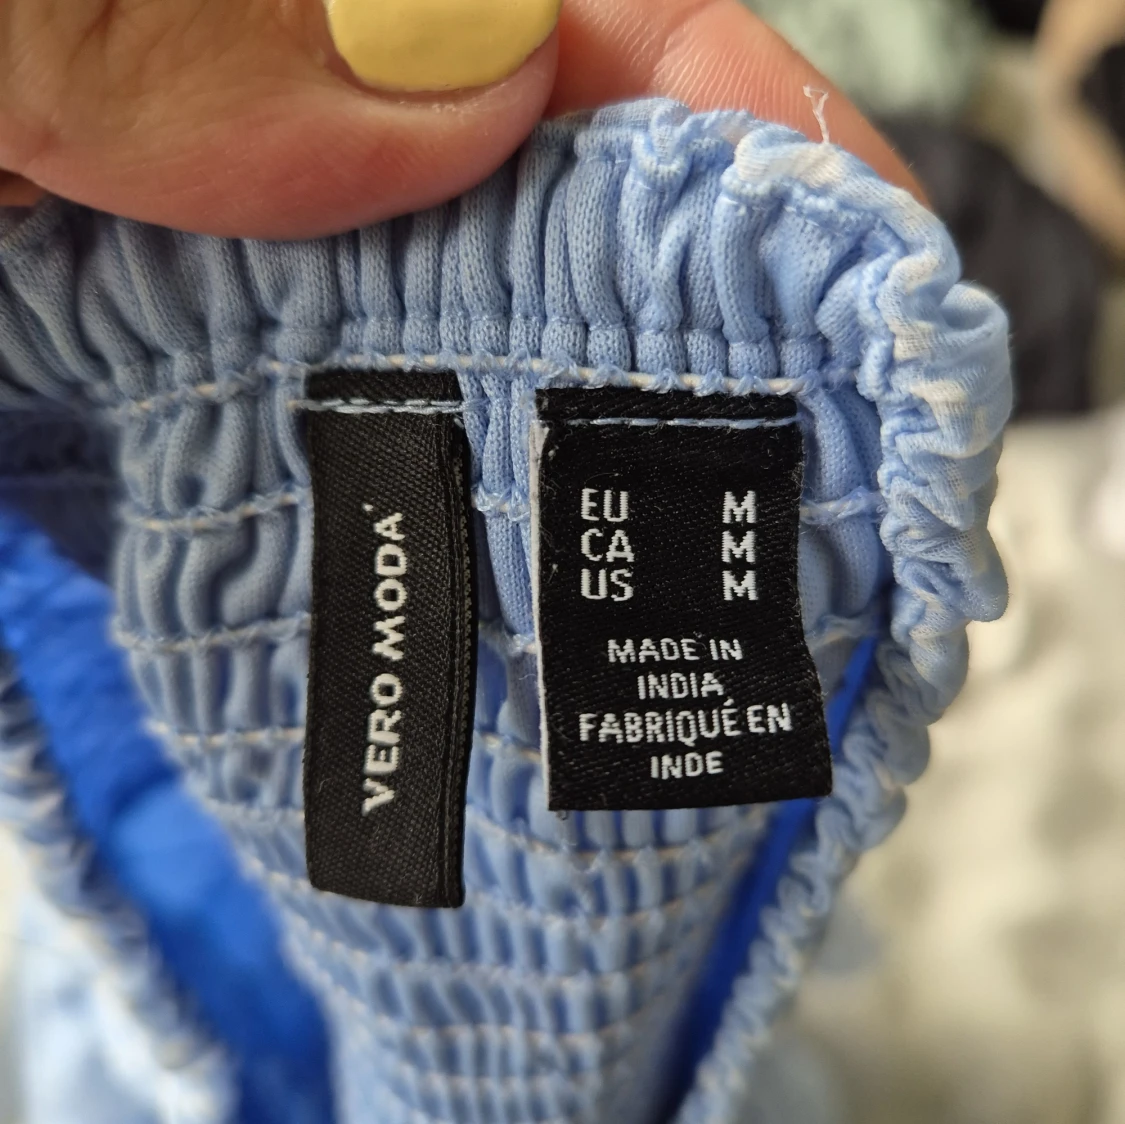 VERO MODA
EU M
CA M
US M
MADE IN
INDIA
FABRIQUÉ EN
INDE